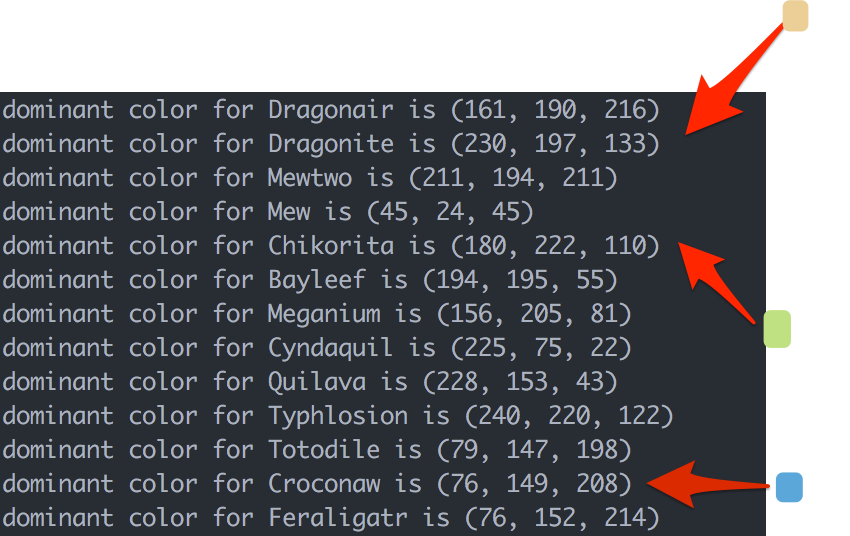 dominant color for Dragonair is (161, 190, 216)
dominant color for Dragonite is (230, 197, 133)
dominant color for Mewtwo is (211, 194, 211)
dominant color for Mew is (45, 24, 45)
dominant color for Chikorita is (180, 222, 110)
dominant color for Bayleef is (194, 195, 55)
dominant color for Meganium is (156, 205, 81)
dominant color for Cyndaquil is (225, 75, 22)
dominant color for Quilava is (228, 153, 43)
dominant color for Typhlosion is (240, 220, 122)
dominant color for Totodile is (79, 147, 198)
dominant color for Croconaw is (76, 149, 208)
dominant color for Feraligatr is (76, 152, 214)